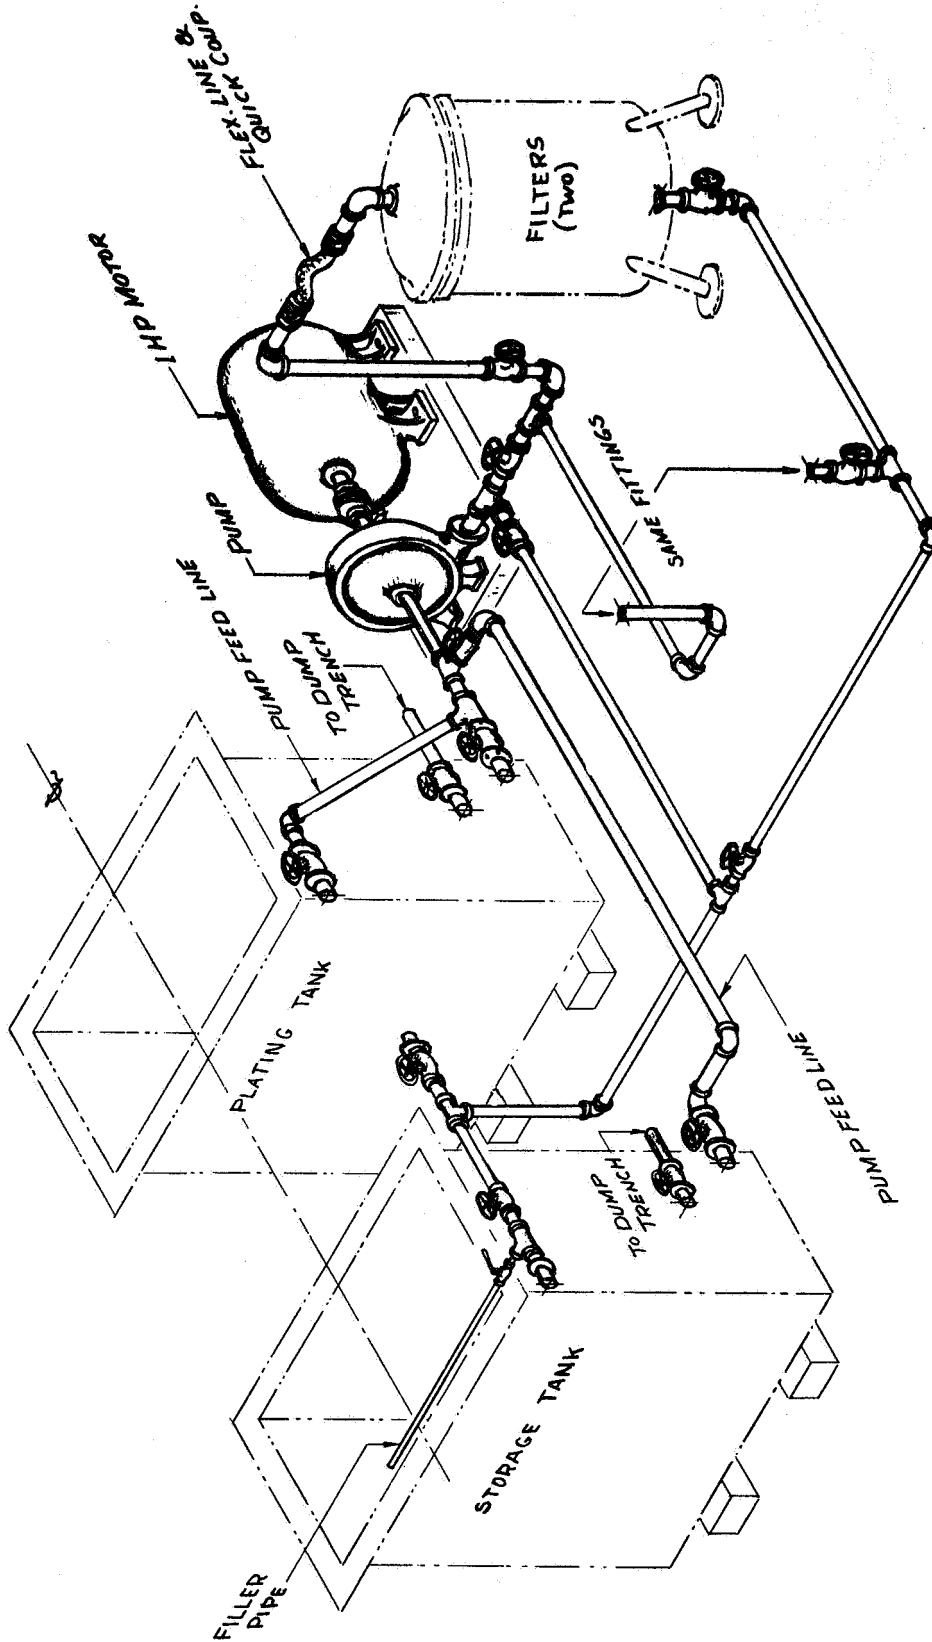 FLEX. LINE &
QUICK COUP.
1 HP MOTOR
PUMP
PUMP FEED LINE
TO DUMP
TRENCH
FILTERS
(TWO)
SAME FITTINGS
PLATING TANK
TO DUMP
TRENCH
PUMP FEED LINE
STORAGE TANK
FILLER
PIPE